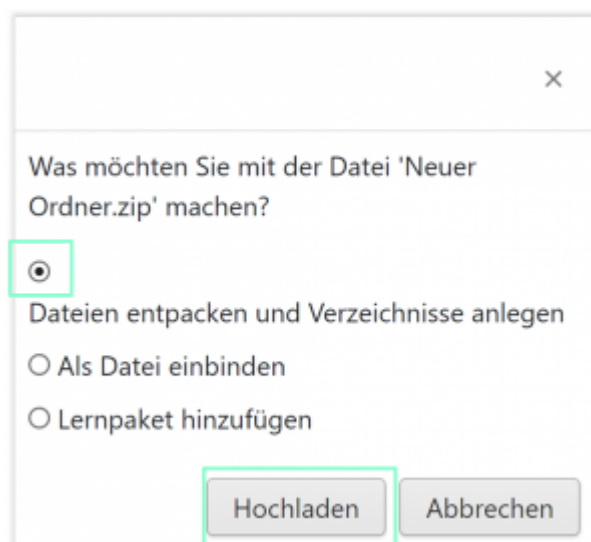 ×
Was möchten Sie mit der Datei 'Neuer
Ordner.zip' machen?
Dateien entpacken und Verzeichnisse anlegen
Als Datei einbinden
Lernpaket hinzufügen
Hochladen Abbrechen